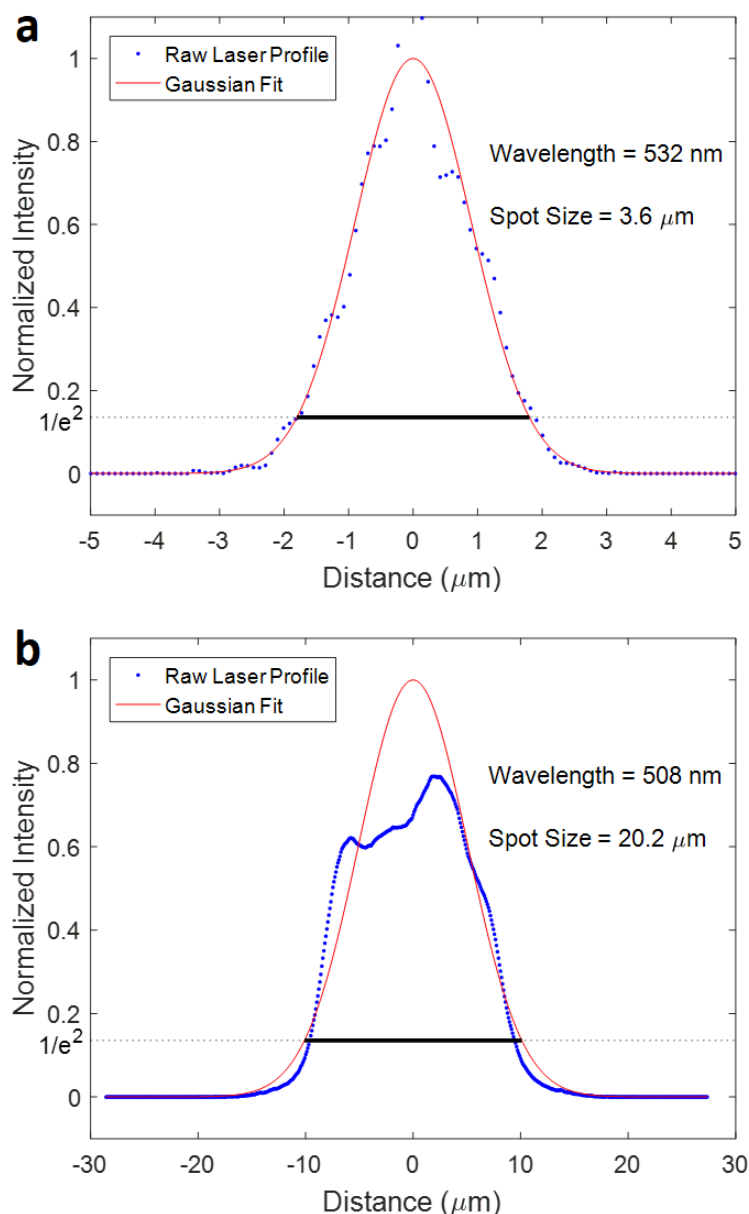 a
Raw Laser Profile
Gaussian Fit
Wavelength = 532 nm
Spot Size = 3.6 μm
Normalized Intensity
1
0.8
0.6
0.4
0.2
1/e²
0
-5 -4 -3 -2 -1 0 1 2 3 4 5
Distance (μm)
b
Raw Laser Profile
Gaussian Fit
Wavelength = 508 nm
Spot Size = 20.2 μm
Normalized Intensity
1
0.8
0.6
0.4
0.2
1/e²
0
-30 -20 -10 0 10 20 30
Distance (μm)